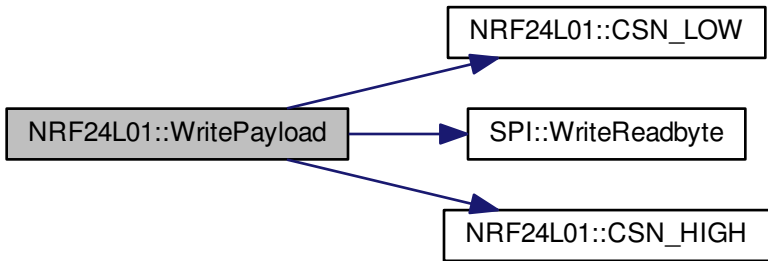 NRF24L01::CSN_LOW
NRF24L01::WritePayload
SPI::WriteReadbyte
NRF24L01::CSN_HIGH